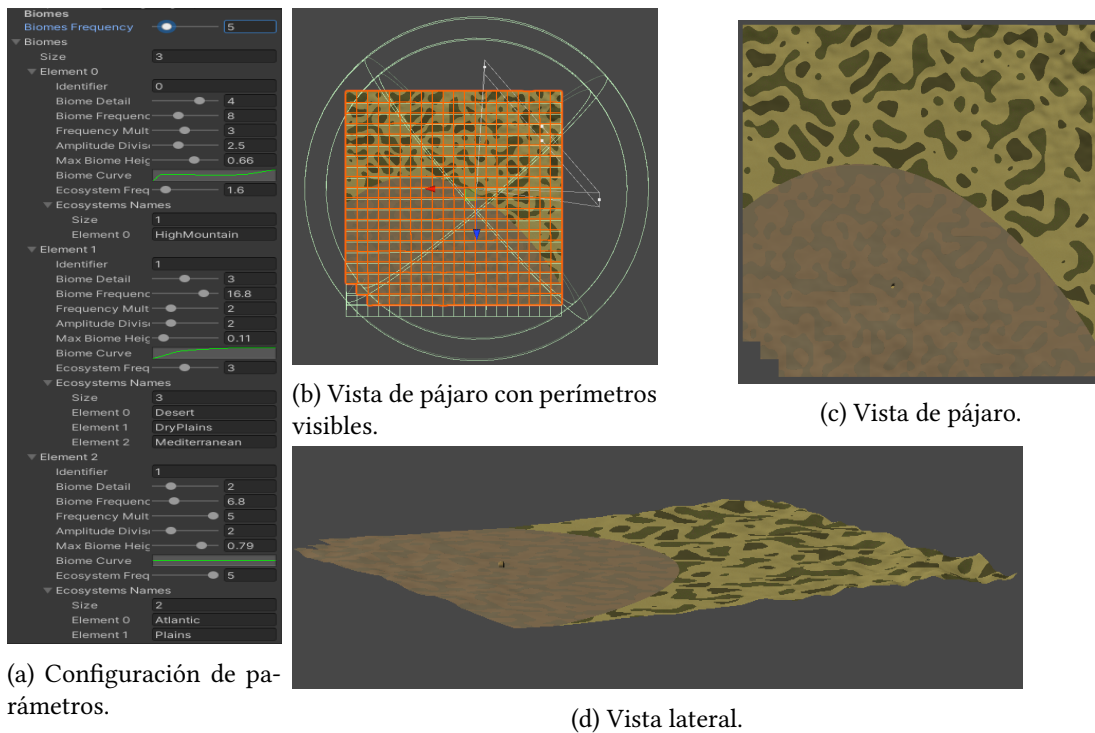 Biomes
Biomes Frequency 5
Biomes
Size 3
Element 0
Identifier 0
Biome Detail 4
Biome Frequenc 8
Frequency Mult 3
Amplitude Divis 2.5
Max Biome Heig 0.66
Biome Curve
Ecosystem Freq 1.6
Ecosystems Names
Size 1
Element 0 HighMountain
Element 1
Identifier 1
Biome Detail 3
Biome Frequenc 16.8
Frequency Mult 2
Amplitude Divis 2
Max Biome Heig 0.11
Biome Curve
Ecosystem Freq 3
Ecosystems Names
Size 3
Element 0 Desert
Element 1 DryPlains
Element 2 Mediterranean
Element 2
Identifier 1
Biome Detail 2
Biome Frequenc 6.8
Frequency Mult 5
Amplitude Divis 2
Max Biome Heig 0.79
Biome Curve
Ecosystem Freq 5
Ecosystems Names
Size 2
Element 0 Atlantic
Element 1 Plains
(a) Configuración de pa-
rámetros.
(b) Vista de pájaro con perímetros
visibles.
(c) Vista de pájaro.
(d) Vista lateral.